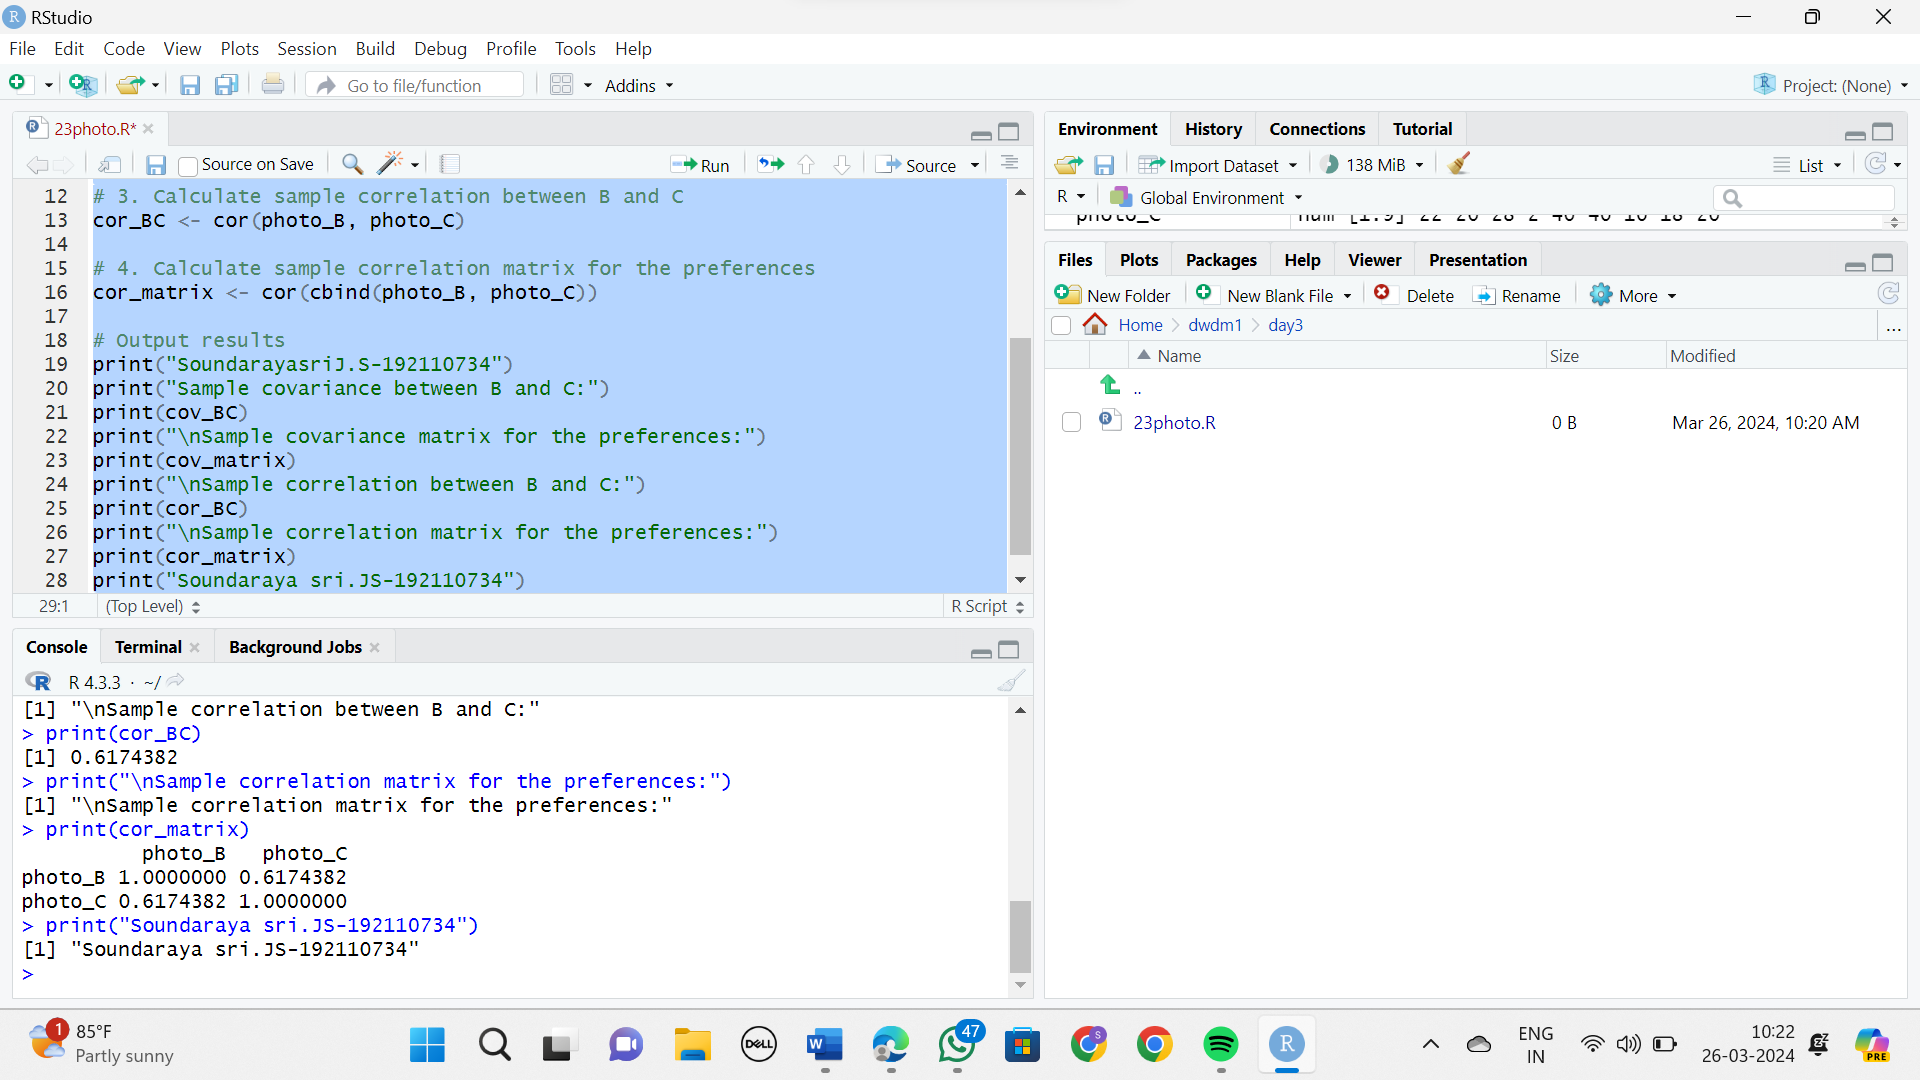 RStudio
File Edit Code View Plots Session Build Debug Profile Tools Help
Go to file/function Addins Project: (None)
23photo.R*
Source on Save Run Source
12 # 3. Calculate sample correlation between B and C
13 cor_BC <- cor(photo_B, photo_C)
14
15 # 4. Calculate sample correlation matrix for the preferences
16 cor_matrix <- cor(cbind(photo_B, photo_C))
17
18 # Output results
19 print("SoundarayasriJ.S-192110734")
20 print("Sample covariance between B and C:")
21 print(cov_BC)
22 print("\nSample covariance matrix for the preferences:")
23 print(cov_matrix)
24 print("\nSample correlation between B and C:")
25 print(cor_BC)
26 print("\nSample correlation matrix for the preferences:")
27 print(cor_matrix)
28 print("Soundaraya sri.JS-192110734")
29:1 (Top Level) R Script
Console Terminal Background Jobs
R 4.3.3 · ~/
[1] "\nSample correlation between B and C:"
> print(cor_BC)
[1] 0.6174382
> print("\nSample correlation matrix for the preferences:")
[1] "\nSample correlation matrix for the preferences:"
> print(cor_matrix)
photo_B photo_C
photo_B 1.0000000 0.6174382
photo_C 0.6174382 1.0000000
> print("Soundaraya sri.JS-192110734")
[1] "Soundaraya sri.JS-192110734"
>
Environment History Connections Tutorial
Import Dataset 138 MiB List
R Global Environment
photo_C num [1:9] 22 20 28 2 40 40 10 18 20
Files Plots Packages Help Viewer Presentation
New Folder New Blank File Delete Rename More
Home dwdm1 day3 ...
Name Size Modified
..
23photo.R 0 B Mar 26, 2024, 10:20 AM
1 85°F
Partly sunny
DELL W 47 S R
ENG
IN
10:22
26-03-2024
PRE